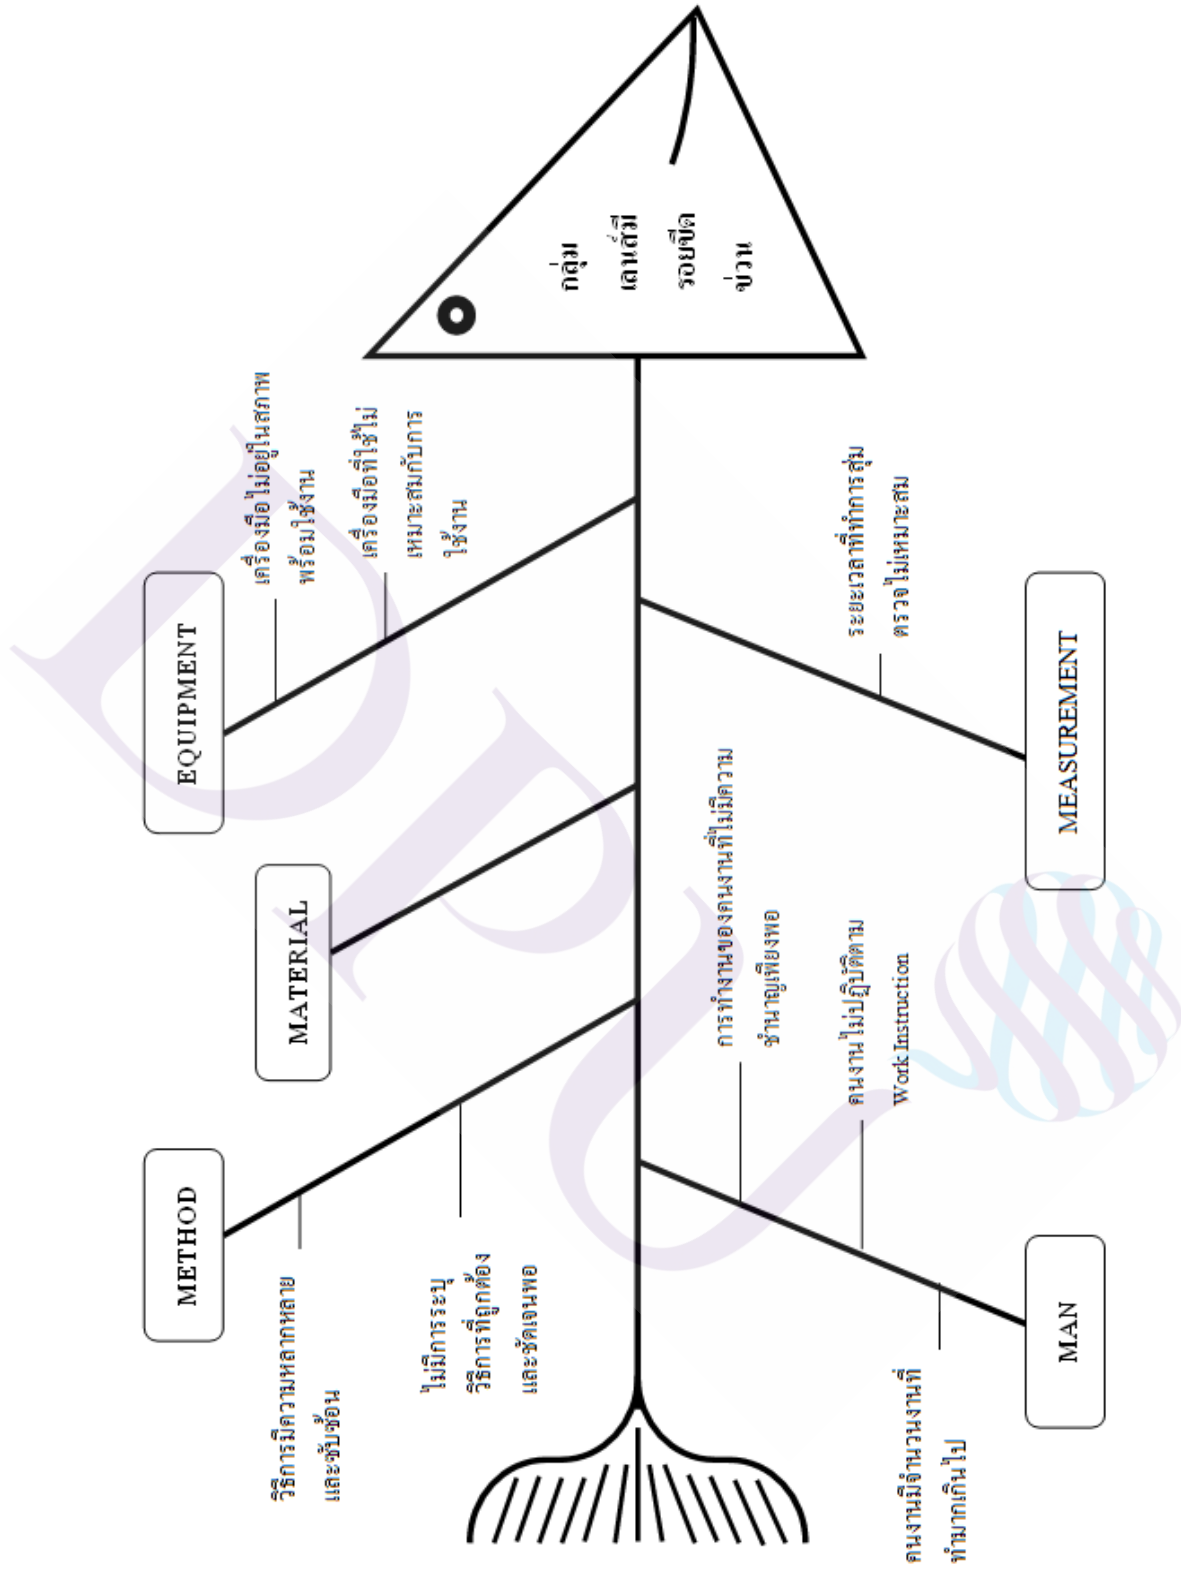 METHOD
วิธีการมีความหลากหลาย
และซับซ้อน
ไม่มีการระบุ
วิธีการที่ถูกต้อง
และชัดเจนพอ
MATERIAL
EQUIPMENT
เครื่องมือไม่อยู่ในสภาพ
พร้อมใช้งาน
เครื่องมือที่ใช้ไม่
เหมาะสมกับการ
ใช้งาน
กลุ่ม
เลนส์มี
รอยขีด
ข่วน
MAN
การทำงานของคนงานที่ไม่มีความ
ชำนาญเพียงพอ
คนงานไม่ปฏิบัติตาม
Work Instruction
คนงานมีจำนวนงานที่
ทำมากเกินไป
MEASUREMENT
ระยะเวลาที่ทำการสุ่ม
ตรวจไม่เหมาะสม
DPU